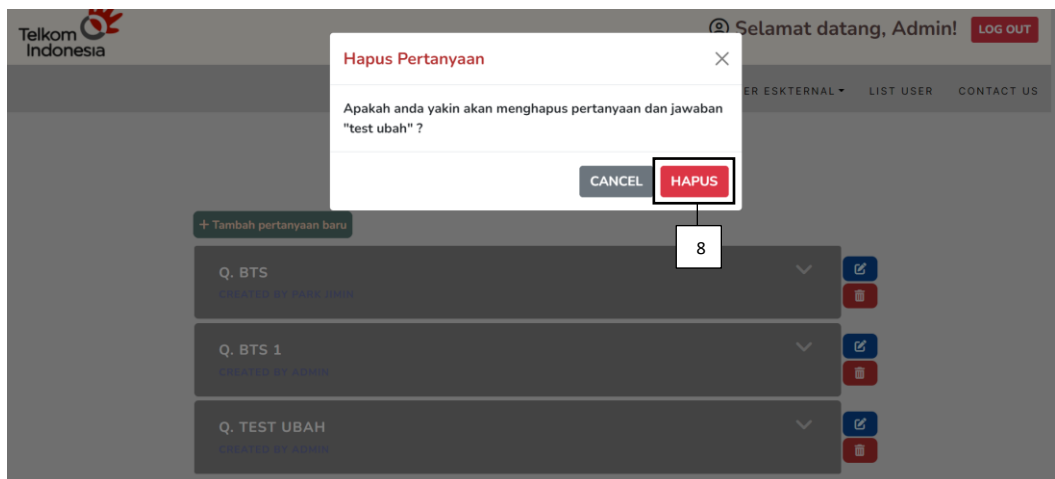 Telkom
Indonesia
Selamat datang, Admin!
LOG OUT
Hapus Pertanyaan
ER ESKTERNAL
LIST USER
CONTACT US
Apakah anda yakin akan menghapus pertanyaan dan jawaban
"test ubah" ?
CANCEL
HAPUS
8
+ Tambah pertanyaan baru
Q. BTS
CREATED BY PARK JIMIN
Q. BTS 1
CREATED BY ADMIN
Q. TEST UBAH
CREATED BY ADMIN